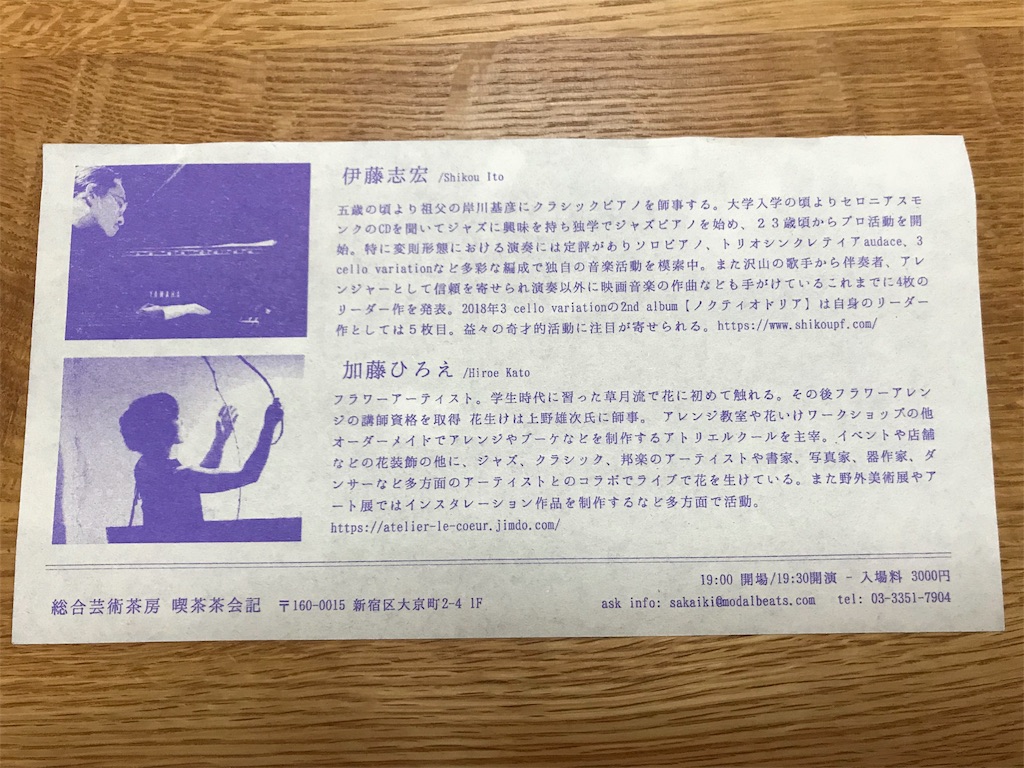 伊藤志宏 /Shikou Ito
五歳の頃より祖父の岸川基彦にクラシックピアノを師事する。大学入学の頃よりセロニアスモ
ンクのCDを聞いてジャズに興味を持ち独学でジャズピアノを始め、２３歳頃からプロ活動を開
始。特に変則形態における演奏には定評がありソロピアノ、トリオシンクレティアaudace、3
cello variationなど多彩な編成で独自の音楽活動を模索中。また沢山の歌手から伴奏者、アレ
ンジャーとして信頼を寄せられ演奏以外に映画音楽の作曲なども手がけているこれまでに4枚の
リーダー作を発表。2018年3 cello variationの2nd album【ノクティオドリア】は自身のリーダー
作としては５枚目。益々の奇才的活動に注目が寄せられる。https://www.shikoupf.com/
YAMAHA
加藤ひろえ /Hiroe Kato
フラワーアーティスト。学生時代に習った草月流で花に初めて触れる。その後フラワーアレン
ジの講師資格を取得 花生けは上野雄次氏に師事。 アレンジ教室や花いけワークショップの他
オーダーメイドでアレンジやブーケなどを制作するアトリエルクールを主宰。イベントや店舗
などの花装飾の他に、ジャズ、クラシック、邦楽のアーティストや書家、写真家、器作家、ダ
ンサーなど多方面のアーティストとのコラボでライブで花を生けている。また野外美術展やア
ート展ではインスタレーション作品を制作するなど多方面で活動。
https://atelier-le-coeur.jimdo.com/
19:00 開場/19:30開演 - 入場料 3000円
総合芸術茶房 喫茶茶会記 〒160-0015 新宿区大京町2-4 1F
ask info: sakaiki@modalbeats.com tel: 03-3351-7904